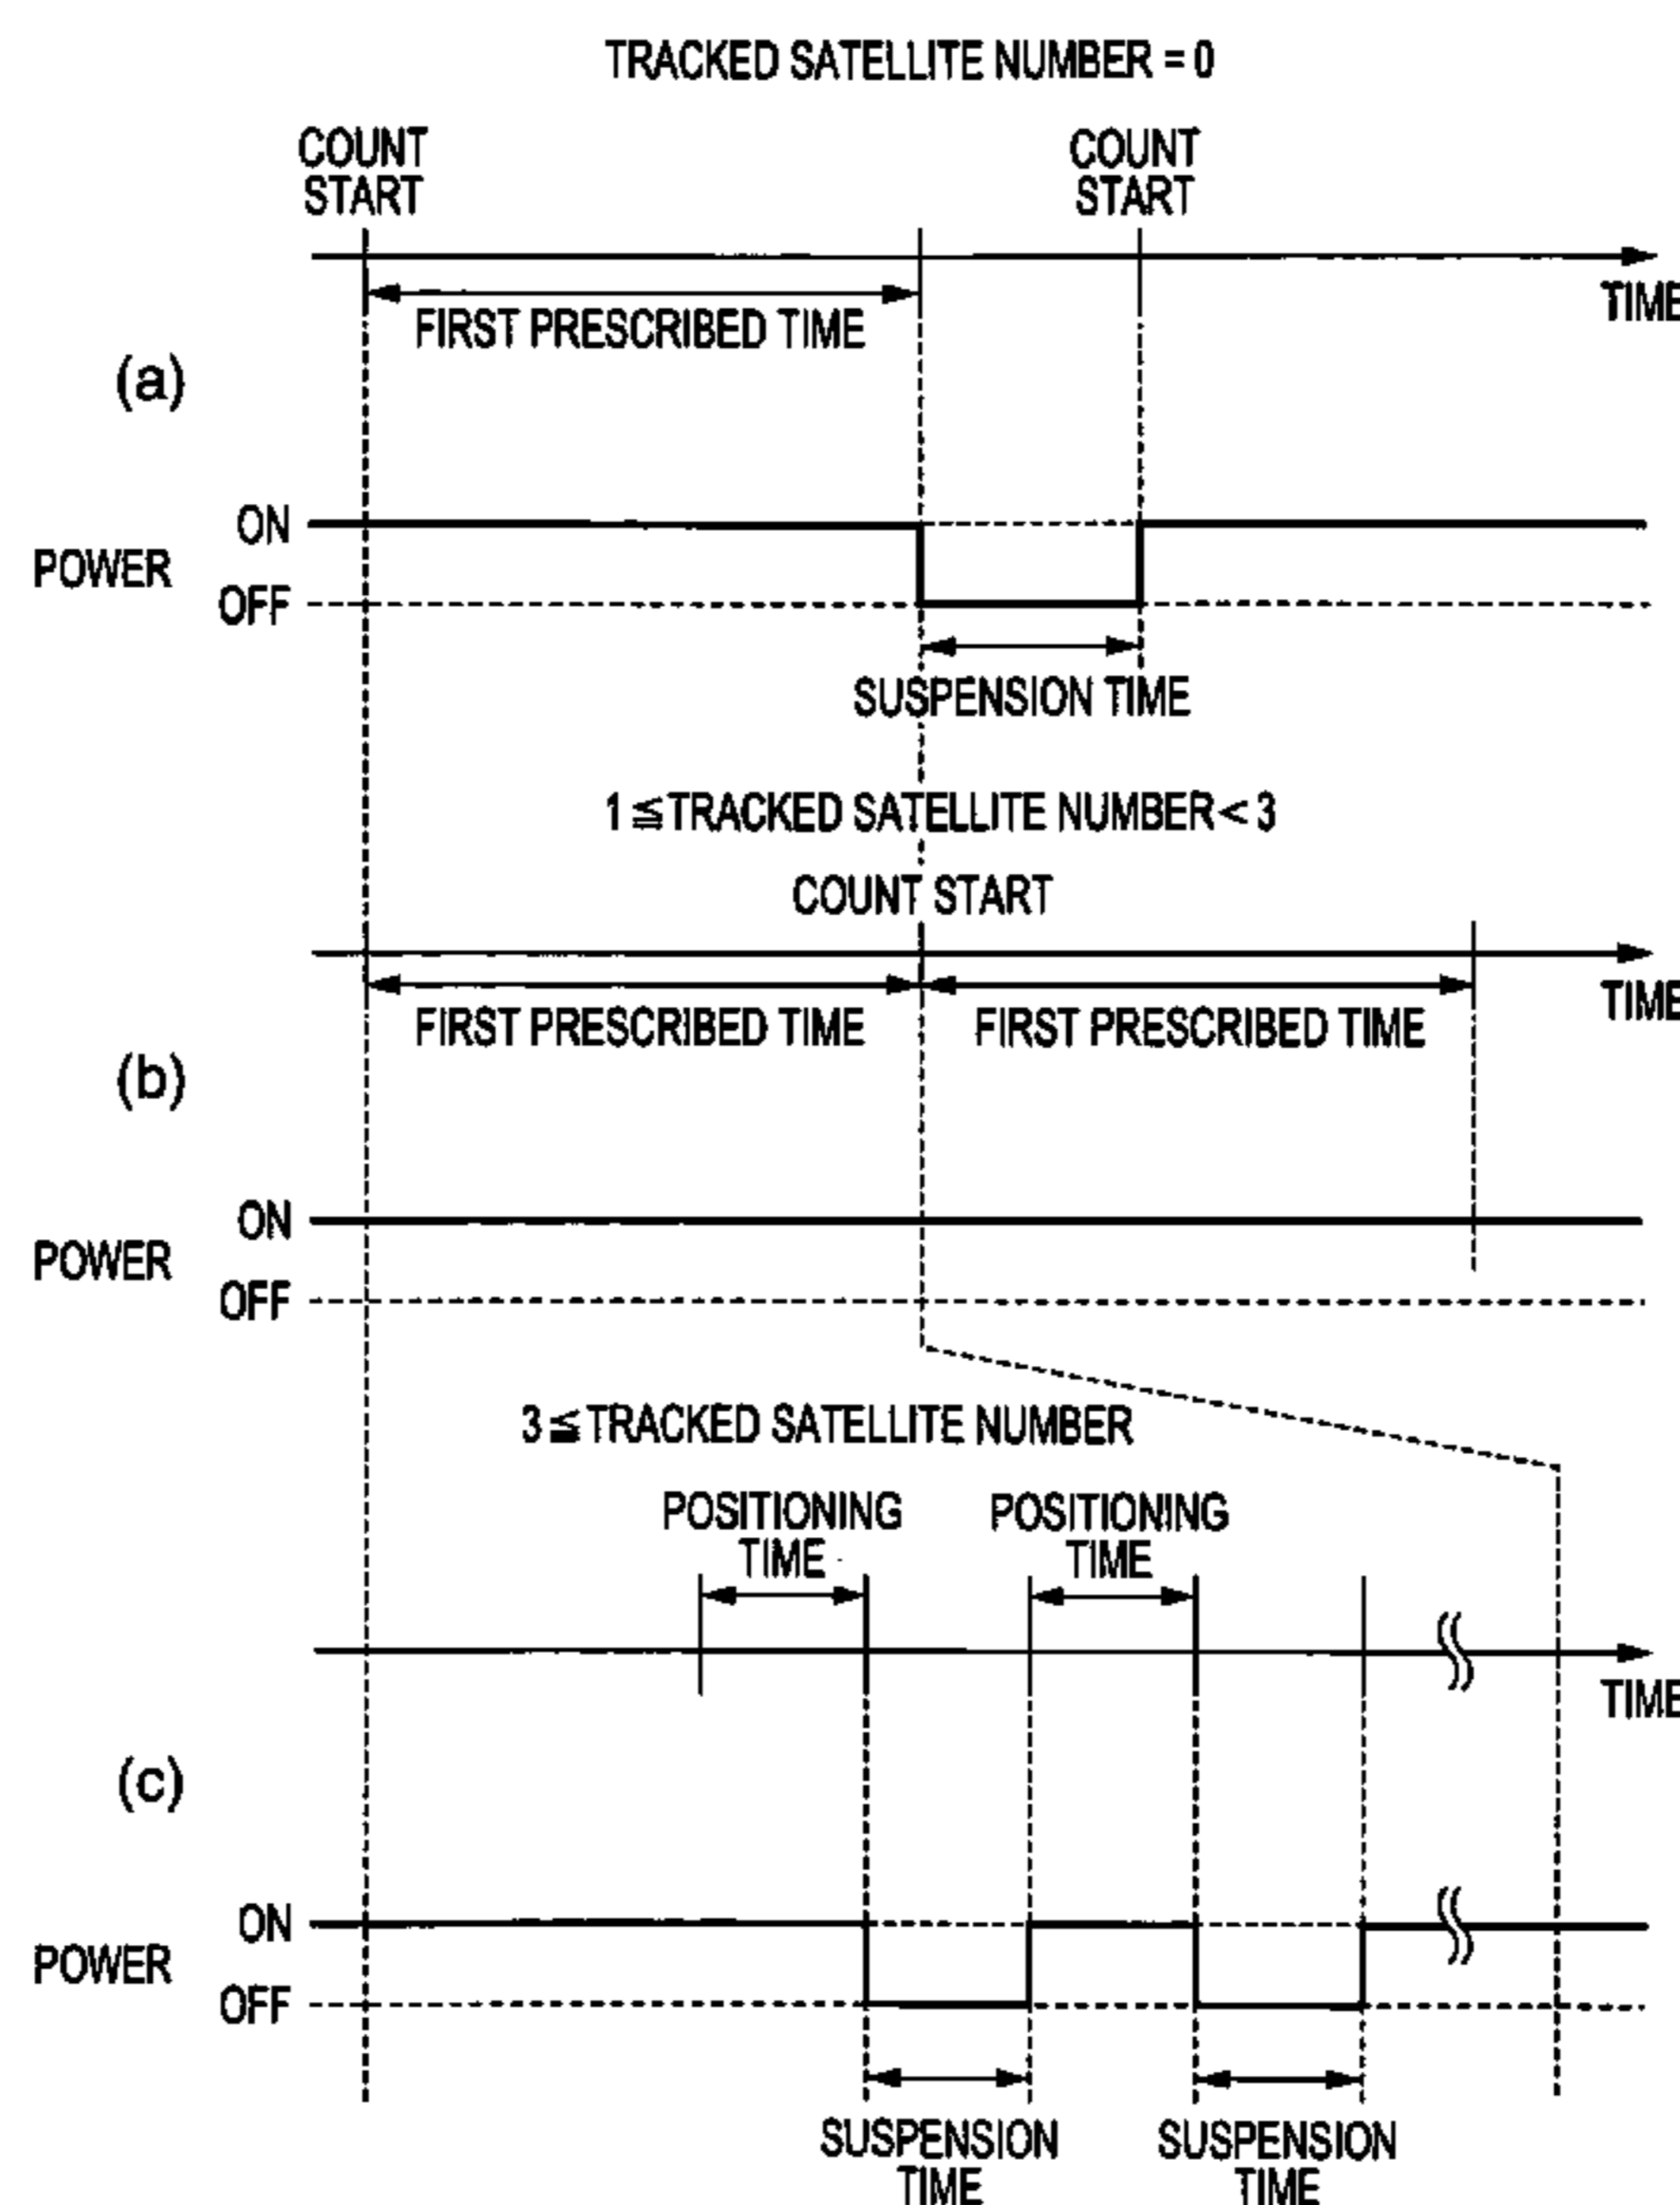 TRACKED SATELLITE NUMBER = 0
COUNT START
COUNT START
TIME
FIRST PRESCRIBED TIME
(a)
ON
POWER
OFF
SUSPENSION TIME
1 ≦ TRACKED SATELLITE NUMBER < 3
COUNT START
TIME
FIRST PRESCRIBED TIME
FIRST PRESCRIBED TIME
(b)
ON
POWER
OFF
3 ≦ TRACKED SATELLITE NUMBER
POSITIONING TIME
POSITIONING TIME
TIME
(c)
ON
POWER
OFF
SUSPENSION TIME
SUSPENSION TIME